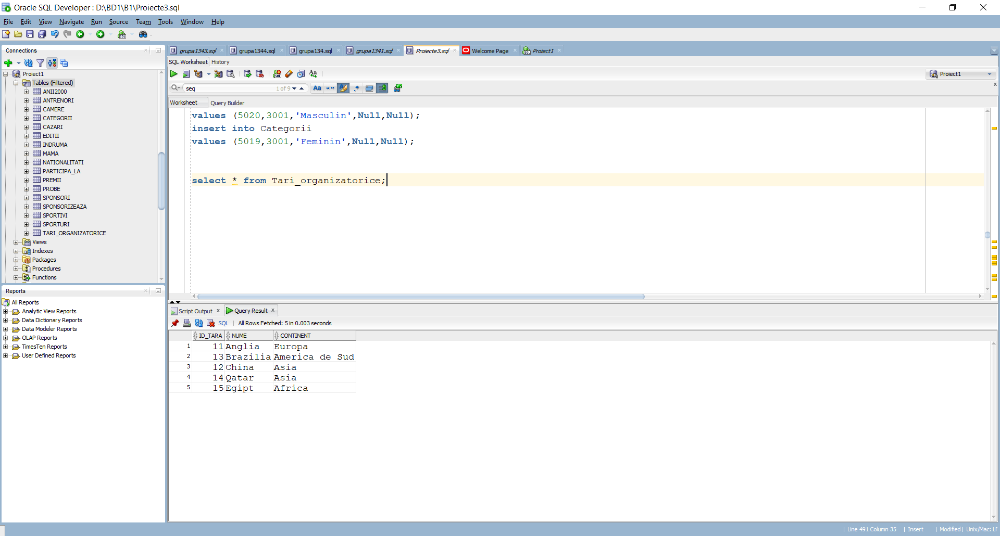 Oracle SQL Developer : D:\BD1\B1\Proiecte3.sql
File Edit View Navigate Run Source Team Tools Window Help
Connections
Proiect1
Tables (Filtered)
ANII2000
ANTRENORI
CAMERE
CATEGORII
CAZARI
EDITII
INDRUMA
MAMA
NATIONALITATI
PARTICIPA_LA
PREMII
PROBE
SPONSORI
SPONSORIZEAZA
SPORTIVI
SPORTURI
TARI_ORGANIZATORICE
Views
Indexes
Packages
Procedures
Functions
Reports
All Reports
Analytic View Reports
Data Dictionary Reports
Data Modeler Reports
OLAP Reports
TimesTen Reports
User Defined Reports
grupa1343.sql grupa1344.sql grupa134.sql grupa1341.sql Proiecte3.sql Welcome Page Proiect1
SQL Worksheet History
Proiect1
seq 1 of 9 Aa “”
Worksheet Query Builder
values (5020,3001,'Masculin',Null,Null);
insert into Categorii
values (5019,3001,'Feminin',Null,Null);
select * from Tari_organizatorice;
Script Output x Query Result x
SQL | All Rows Fetched: 5 in 0.003 seconds
ID_TARA NUME CONTINENT
1 11 Anglia Europa
2 13 Brazilia America de Sud
3 12 China Asia
4 14 Qatar Asia
5 15 Egipt Africa
| Line 491 Column 35 | Insert | Modified | Unix/Mac: LF